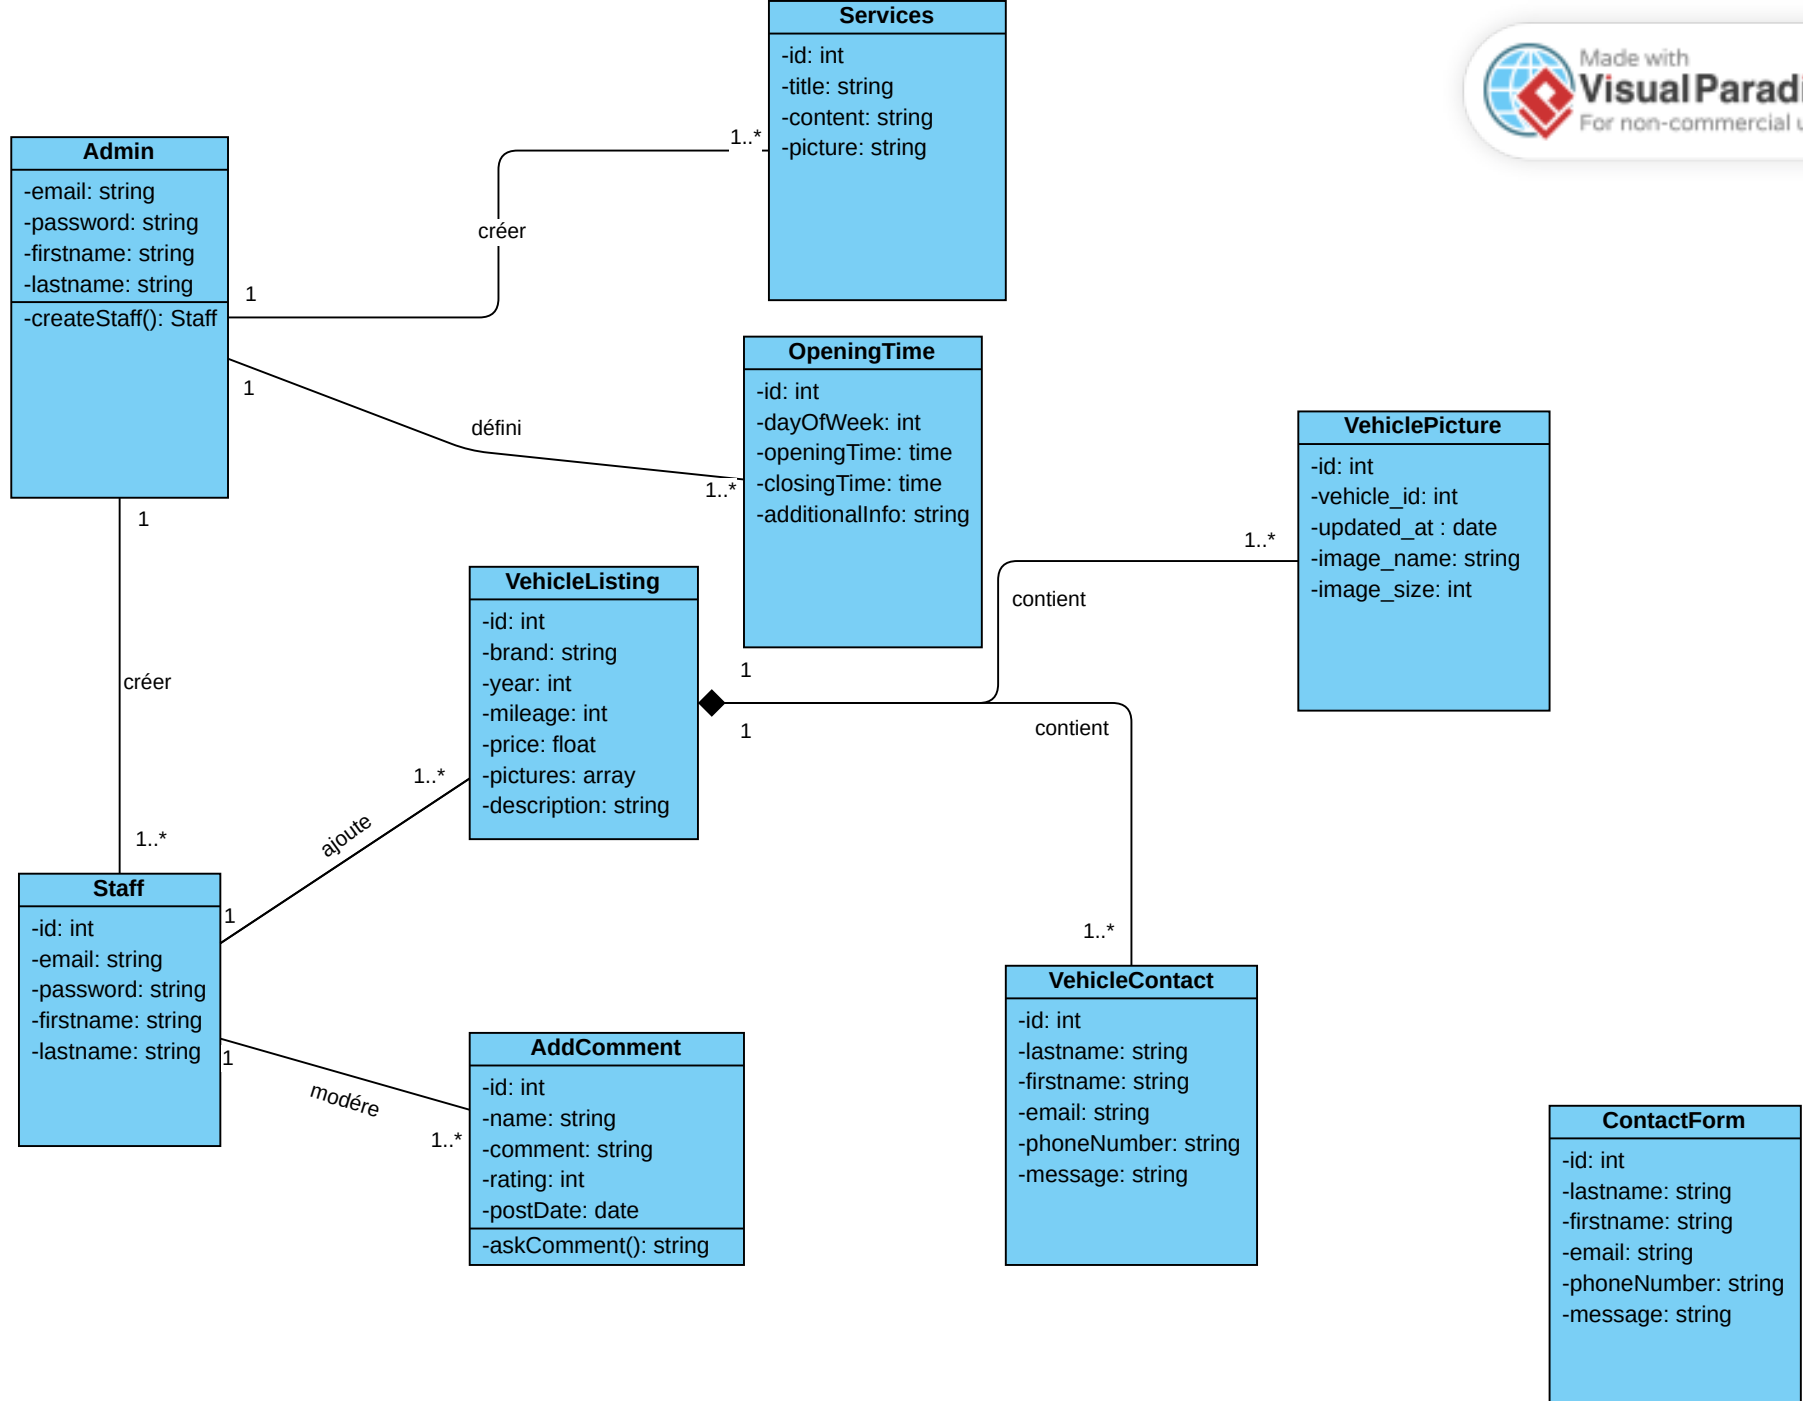 Services
-id: int
-title: string
-content: string
-picture: string
Made with
Visual Paradi
For non-commercial u
Admin
-email: string
-password: string
-firstname: string
-lastname: string
-createStaff(): Staff
1
créer
1..*
1
défini
1..*
OpeningTime
-id: int
-dayOfWeek: int
-openingTime: time
-closingTime: time
-additionalInfo: string
VehiclePicture
-id: int
-vehicle_id: int
-updated_at : date
-image_name: string
-image_size: int
1
créer
1..*
VehicleListing
-id: int
-brand: string
-year: int
-mileage: int
-price: float
-pictures: array
-description: string
1
contient
1..*
1
contient
1..*
Staff
-id: int
-email: string
-password: string
-firstname: string
-lastname: string
1
ajoute
1..*
1
modére
1..*
AddComment
-id: int
-name: string
-comment: string
-rating: int
-postDate: date
-askComment(): string
VehicleContact
-id: int
-lastname: string
-firstname: string
-email: string
-phoneNumber: string
-message: string
ContactForm
-id: int
-lastname: string
-firstname: string
-email: string
-phoneNumber: string
-message: string